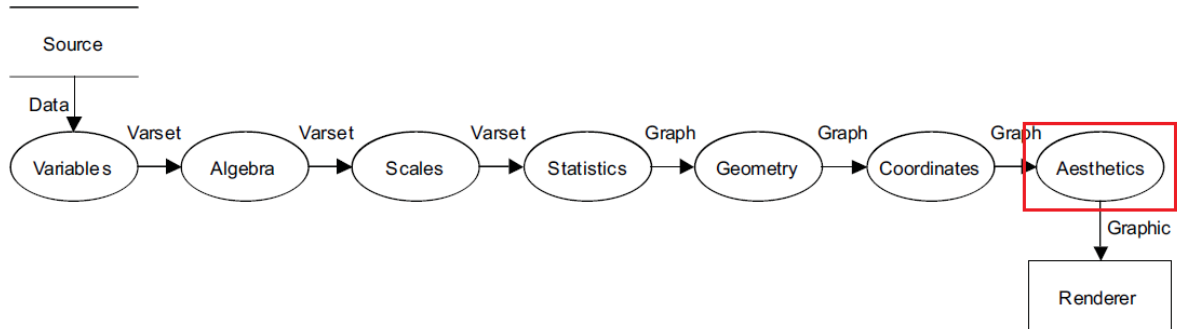 Source
Data
Varset Varset Varset Graph Graph Graph
Variables Algebra Scales Statistics Geometry Coordinates Aesthetics
Graphic
Renderer